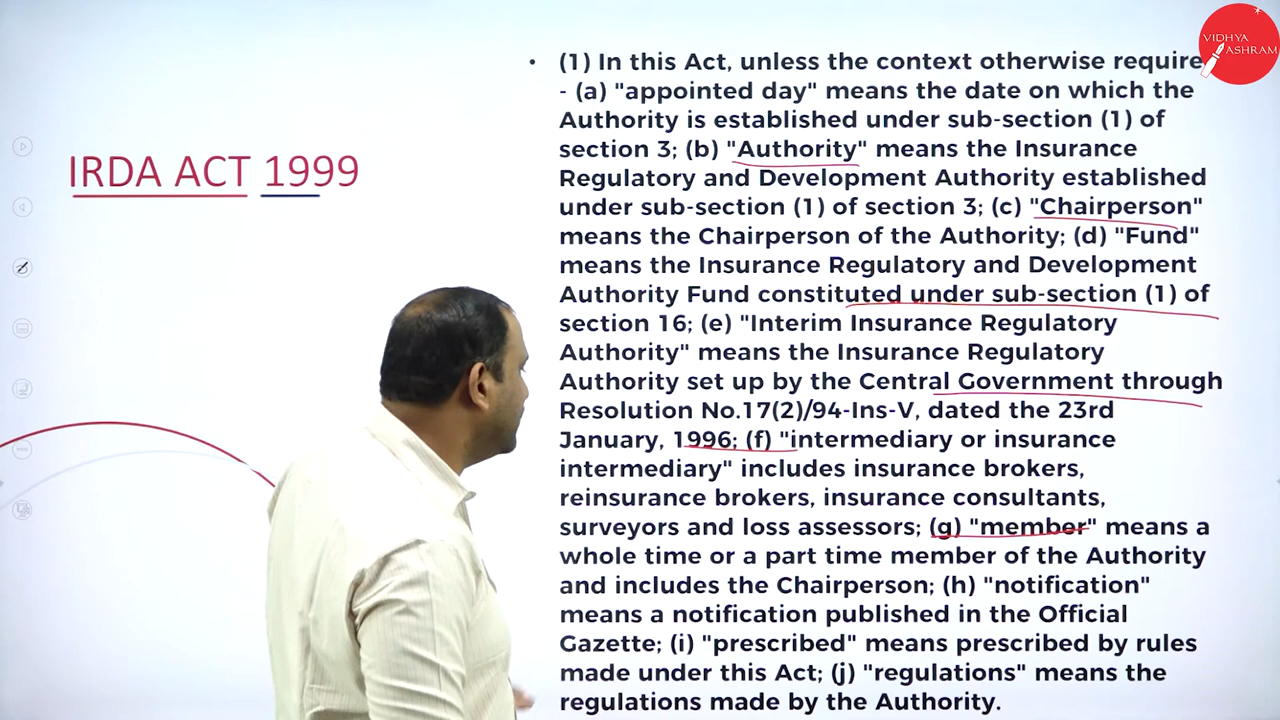 VIDHYA
ASHRAM
IRDA ACT 1999
• (1) In this Act, unless the context otherwise require
- (a) "appointed day" means the date on which the
Authority is established under sub-section (1) of
section 3; (b) "Authority" means the Insurance
Regulatory and Development Authority established
under sub-section (1) of section 3; (c) "Chairperson"
means the Chairperson of the Authority; (d) "Fund"
means the Insurance Regulatory and Development
Authority Fund constituted under sub-section (1) of
section 16; (e) "Interim Insurance Regulatory
Authority" means the Insurance Regulatory
Authority set up by the Central Government through
Resolution No.17(2)/94-Ins-V, dated the 23rd
January, 1996; (f) "intermediary or insurance
intermediary" includes insurance brokers,
reinsurance brokers, insurance consultants,
surveyors and loss assessors; (g) "member" means a
whole time or a part time member of the Authority
and includes the Chairperson; (h) "notification"
means a notification published in the Official
Gazette; (i) "prescribed" means prescribed by rules
made under this Act; (j) "regulations" means the
regulations made by the Authority.